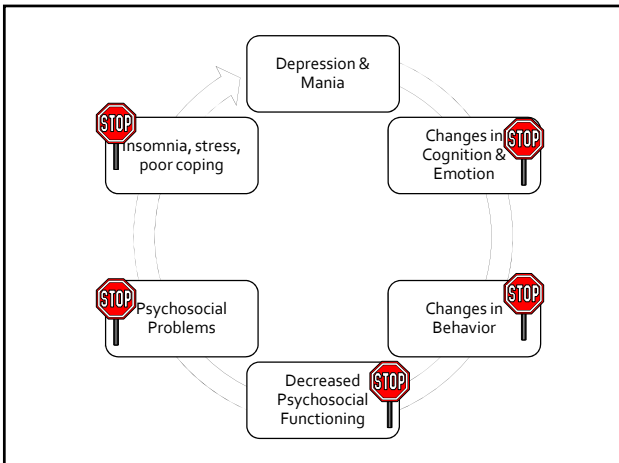 Depression &
Mania
STOP
Changes in
Cognition &
Emotion
STOP
Changes in
Behavior
STOP
Decreased
Psychosocial
Functioning
STOP
Psychosocial
Problems
STOP
Insomnia, stress,
poor coping